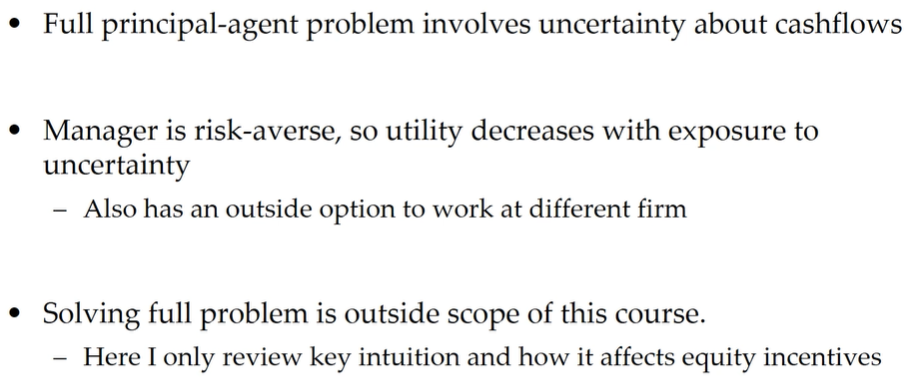 • Full principal-agent problem involves uncertainty about cashflows
• Manager is risk-averse, so utility decreases with exposure to
uncertainty
– Also has an outside option to work at different firm
• Solving full problem is outside scope of this course.
– Here I only review key intuition and how it affects equity incentives